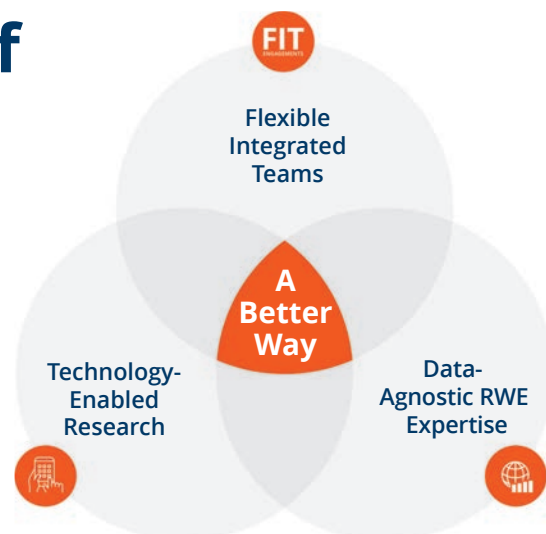 f
FIT
ENGAGEMENTS
Flexible
Integrated
Teams
A
Better
Way
Technology-
Enabled
Research
Data-
Agnostic RWE
Expertise